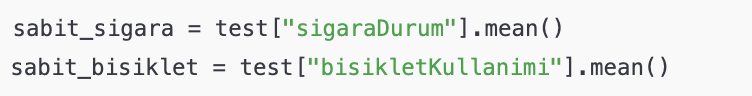 sabit_sigara = test["sigaraDurum"].mean()
sabit_bisiklet = test["bisikletKullanimi"].mean()